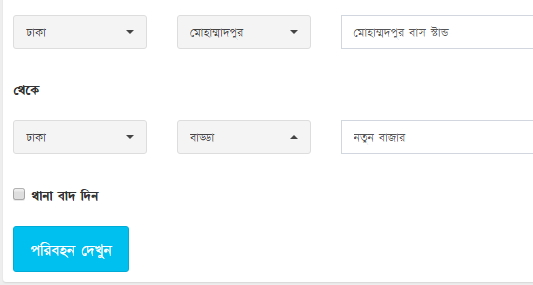 ঢাকা মোহাম্মাদপুর মোহাম্মদপুর বাস স্টান্ড
থেকে
ঢাকা বাড্ডা নতুন বাজার
থানা বাদ দিন
পরিবহন দেখুন